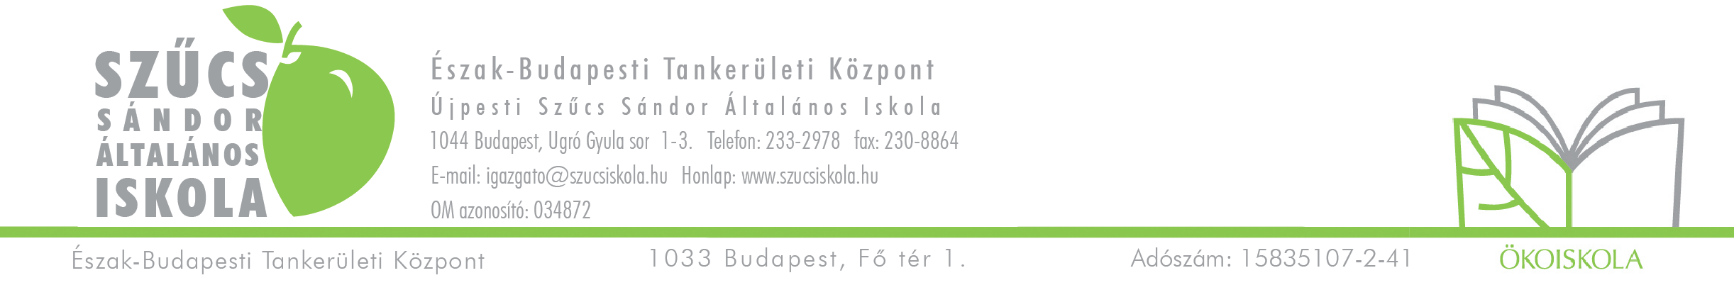 SZŰCS
SÁNDOR
ÁLTALÁNOS
ISKOLA
Észak-Budapesti Tankerületi Központ
Újpesti Szűcs Sándor Általános Iskola
1044 Budapest, Ugró Gyula sor 1-3. Telefon: 233-2978 fax: 230-8864
E-mail: igazgato@szucsiskola.hu Honlap: www.szucsiskola.hu
OM azonosító: 034872
Észak-Budapesti Tankerületi Központ
1033 Budapest, Fő tér 1.
Adószám: 15835107-2-41
ÖKOISKOLA